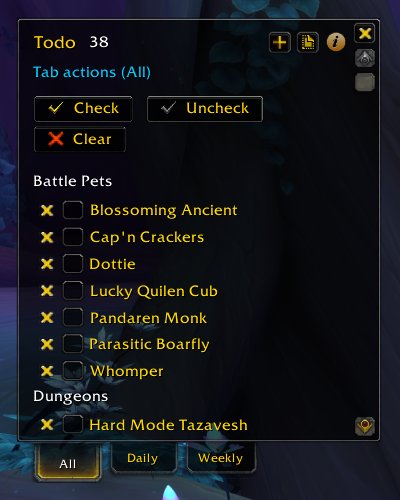 Todo 38
Tab actions (All)
Check Uncheck
Clear
Battle Pets
Blossoming Ancient
Cap'n Crackers
Dottie
Lucky Quilen Cub
Pandaren Monk
Parasitic Boarfly
Whomper
Dungeons
Hard Mode Tazavesh
All Daily Weekly